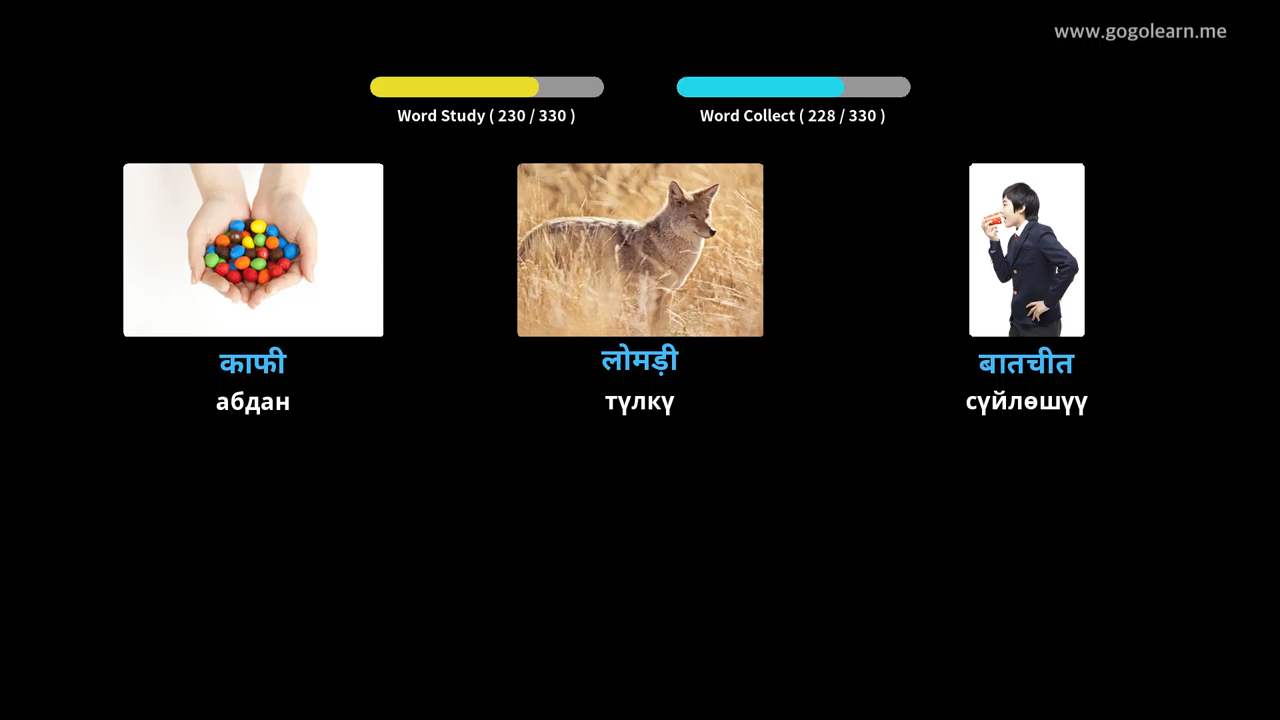 www.gogolearn.me
Word Study ( 230 / 330 )
Word Collect ( 228 / 330 )
काफी
लोमड़ी
बातचीत
абдан
түлкү
сүйлөшүү